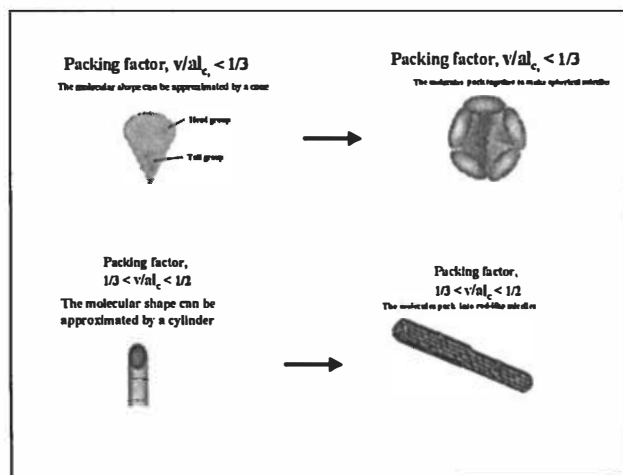 Packing factor, v/al_c, < 1/3
The molecular shape can be approximated by a cone
Head group
Tail group
Packing factor, v/al_c, < 1/3
The molecules pack together to make spherical micelles
Packing factor,
1/3 < v/al_c < 1/2
The molecular shape can be
approximated by a cylinder
Packing factor,
1/3 < v/al_c < 1/2
The molecules pack into rod-like micelles